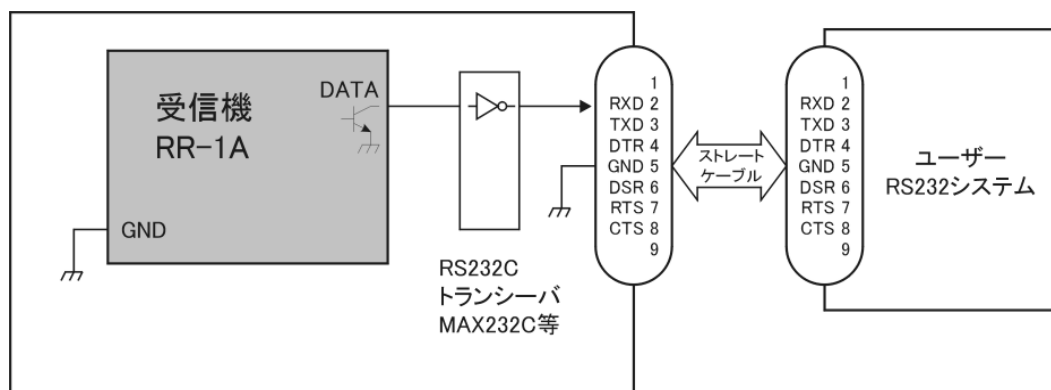 受信機
RR-1A
DATA
GND
RS232C
トランシーバ
MAX232C等
1
RXD 2
TXD 3
DTR 4
GND 5
DSR 6
RTS 7
CTS 8
9
ストレート
ケーブル
1
RXD 2
TXD 3
DTR 4
GND 5
DSR 6
RTS 7
CTS 8
9
ユーザー
RS232システム